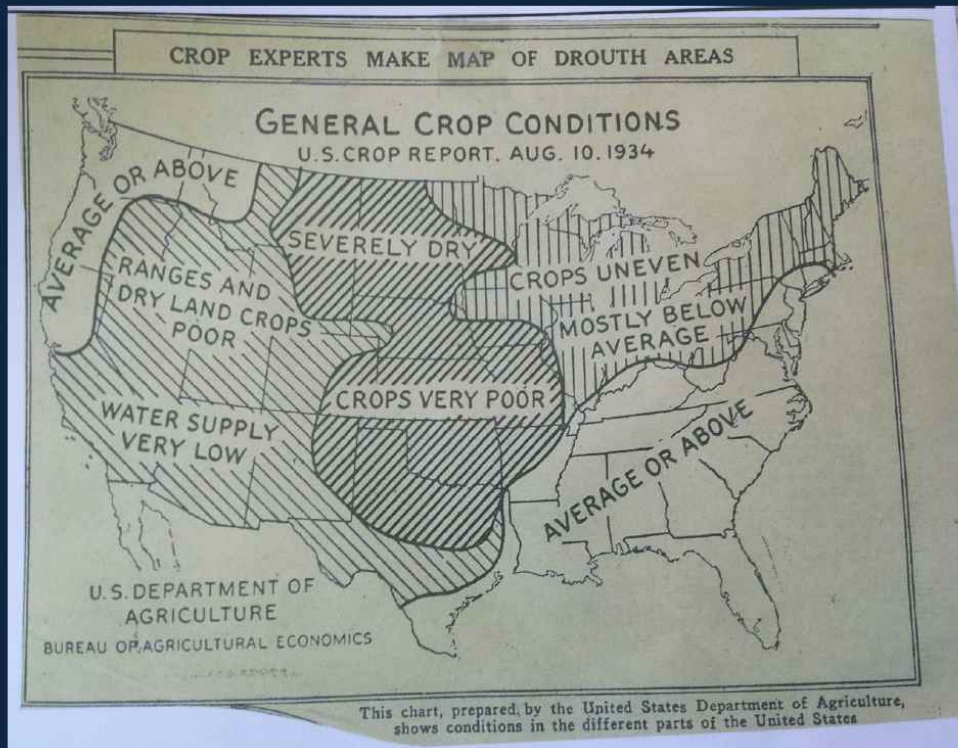 CROP EXPERTS MAKE MAP OF DROUTH AREAS
GENERAL CROP CONDITIONS
U.S. CROP REPORT. AUG. 10. 1934
AVERAGE OR ABOVE
SEVERELY DRY
RANGES AND
DRY LAND CROPS
POOR
CROPS UNEVEN
MOSTLY BELOW
AVERAGE
CROPS VERY POOR
WATER SUPPLY
VERY LOW
AVERAGE OR ABOVE
U.S. DEPARTMENT OF
AGRICULTURE
BUREAU OF AGRICULTURAL ECONOMICS
This chart, prepared by the United States Department of Agriculture,
shows conditions in the different parts of the United States